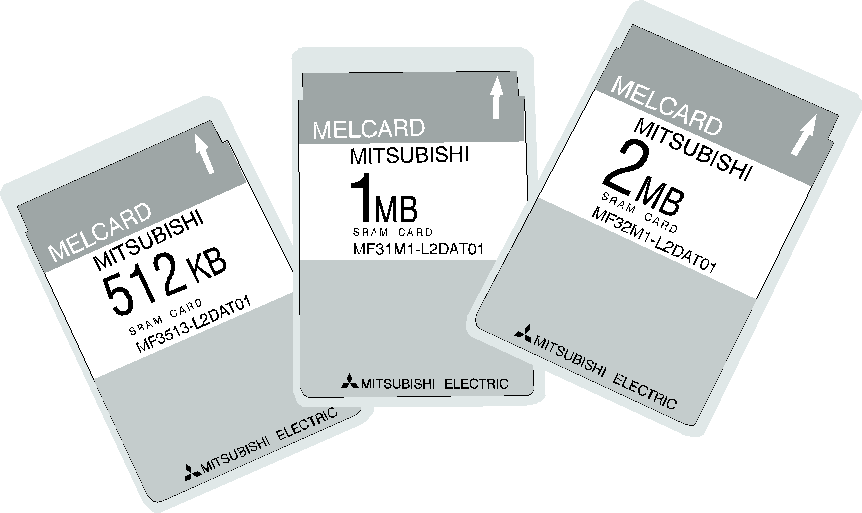 MELCARD
MITSUBISHI
512 KB
SRAM CARD
MF3513-L2DAT01
MITSUBISHI ELECTRIC
MELCARD
MITSUBISHI
1MB
SRAM CARD
MF31M1-L2DAT01
MITSUBISHI ELECTRIC
MELCARD
MITSUBISHI
2MB
SRAM CARD
MF32M1-L2DAT01
MITSUBISHI ELECTRIC